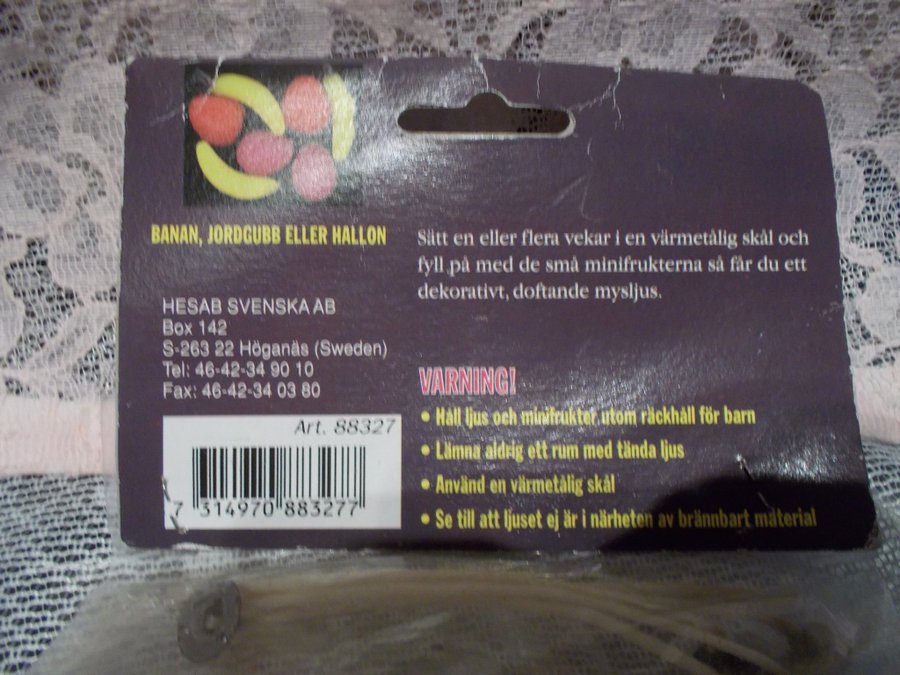 BANAN, JORDGUBB ELLER HALLON
Sätt en eller flera vekar i en värmetålig skål och
fyll på med de små minifrukterna så får du ett
dekorativt, doftande mysljus.
HESAB SVENSKA AB
Box 142
S-263 22 Höganäs (Sweden)
Tel: 46-42-34 90 10
Fax: 46-42-34 03 80
Art. 88327
7 314970 883277
VARNING!
• Håll ljus och minifrukter utom räckhåll för barn
• Lämna aldrig ett rum med tända ljus
• Använd en värmetålig skål
• Se till att ljuset ej är i närheten av brännbart material